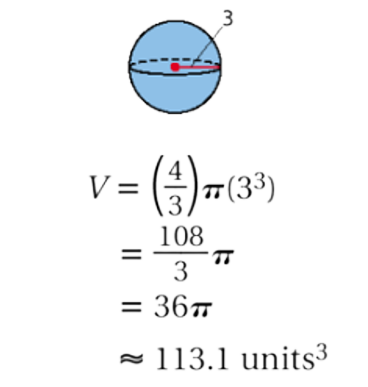 3
V = (4/3)π(3³)
= 108/3 π
= 36π
≈ 113.1 units³